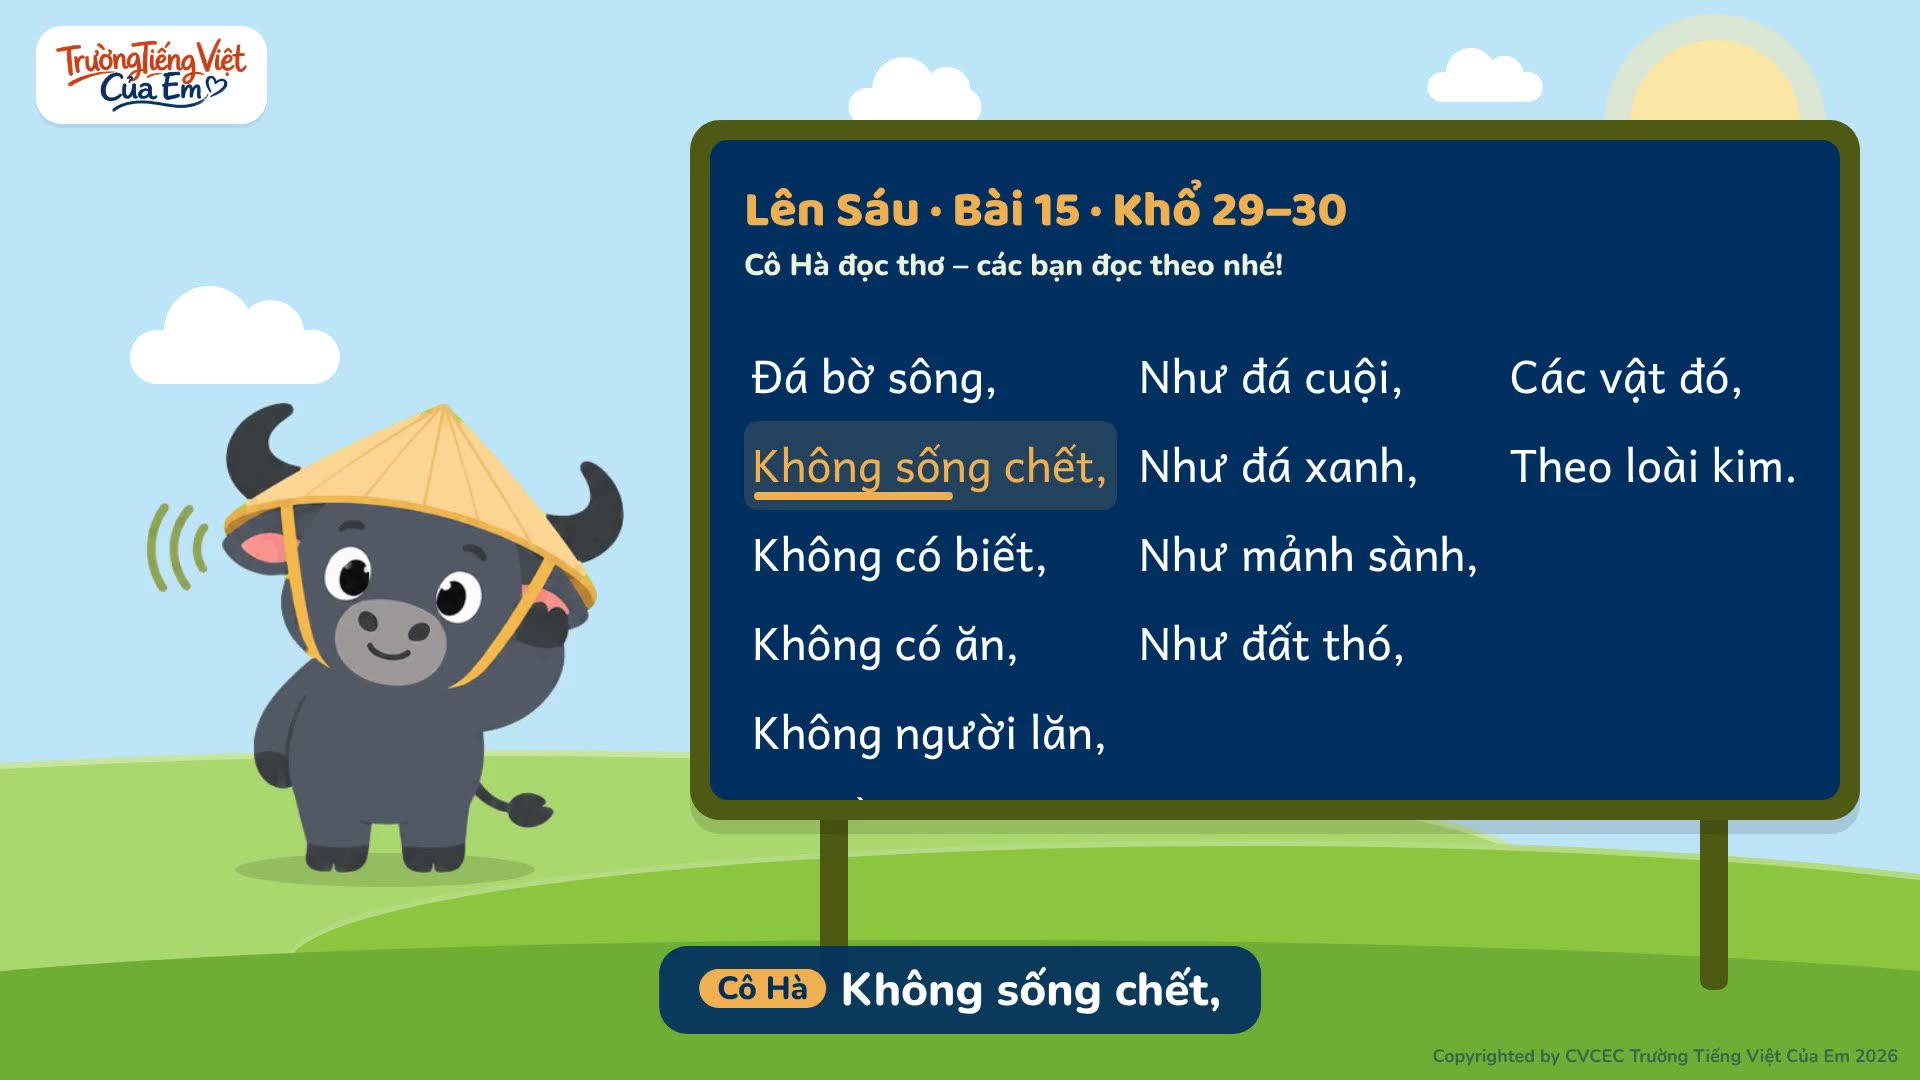 Trường Tiếng Việt
Của Em
Lên Sáu · Bài 15 · Khổ 29–30
Cô Hà đọc thơ – các bạn đọc theo nhé!
Đá bờ sông,
Không sống chết,
Không có biết,
Không có ăn,
Không người lăn,
Như đá cuội,
Như đá xanh,
Như mảnh sành,
Như đất thó,
Các vật đó,
Theo loài kim.
Cô Hà Không sống chết,
Copyrighted by CVCEC Trường Tiếng Việt Của Em 2026